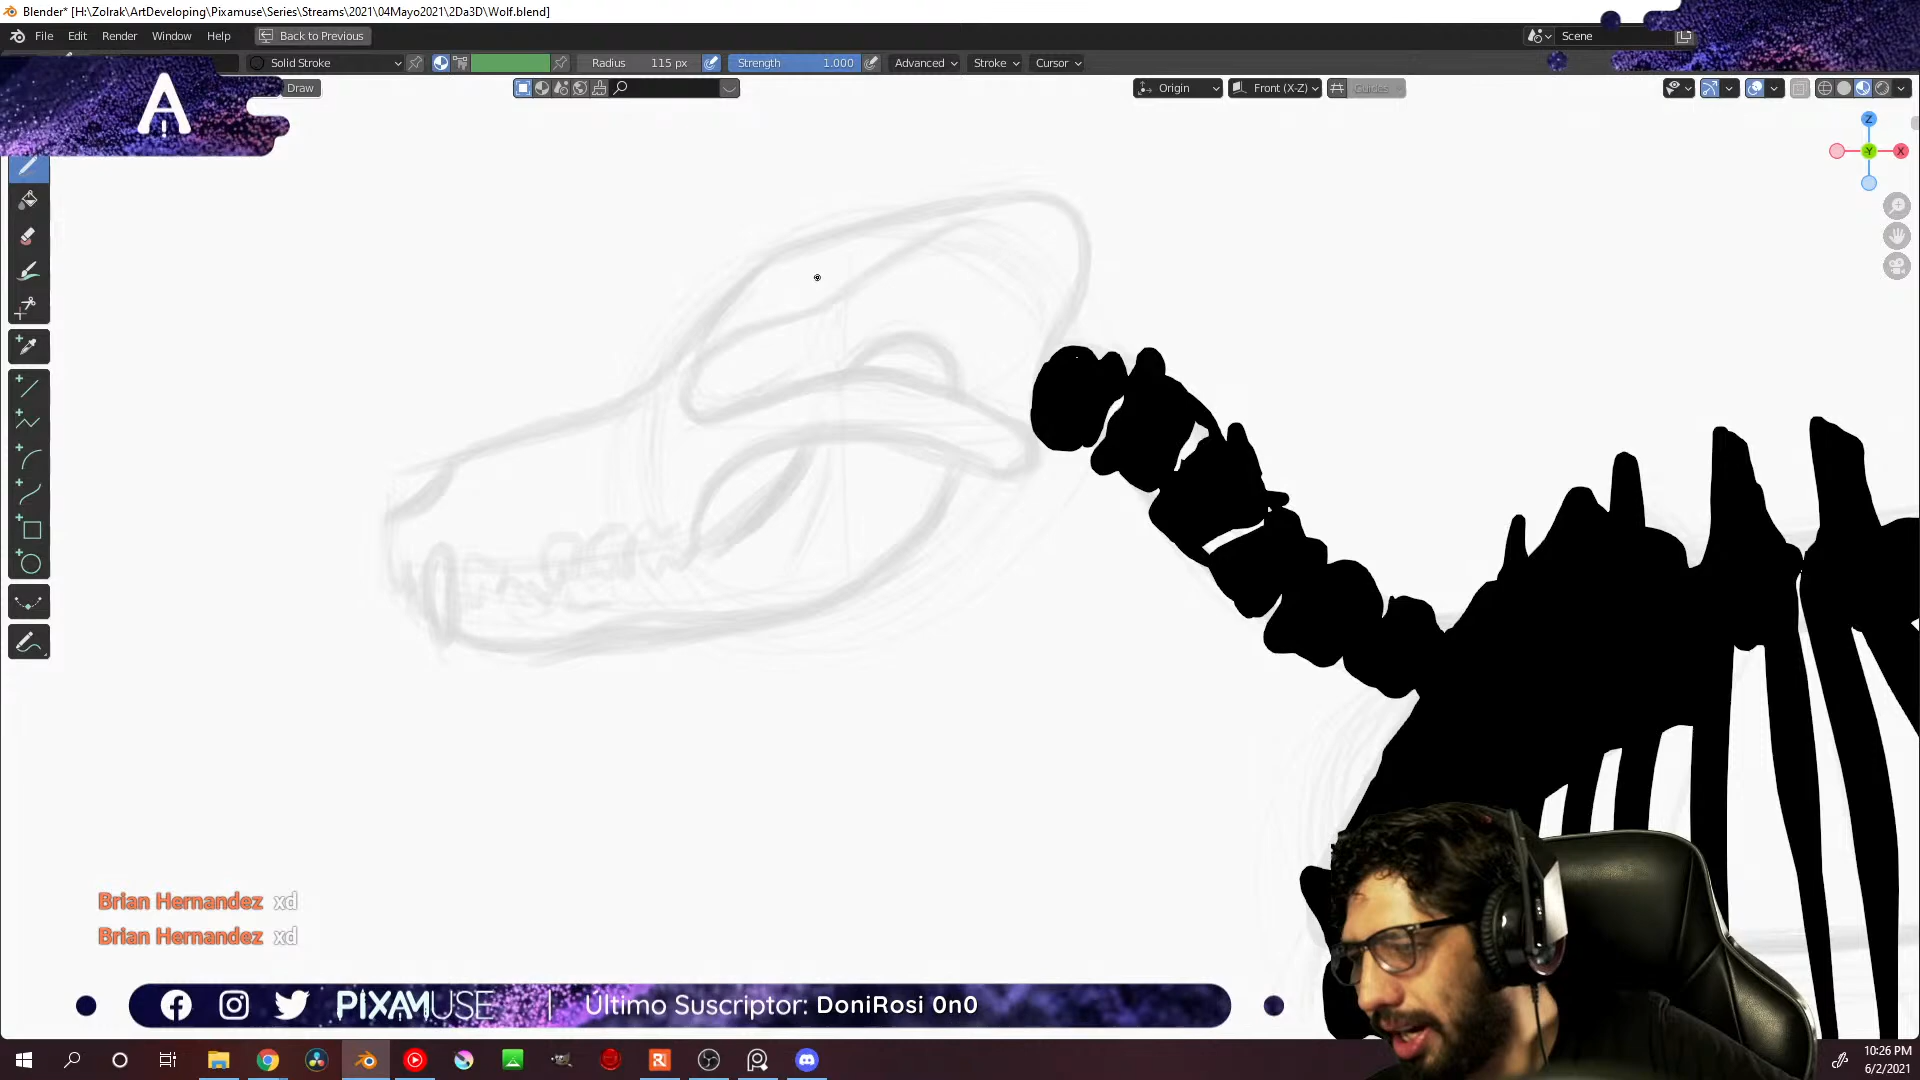 Blender* [H:\Zolrak\ArtDeveloping\Pixamuse\Series\Streams\2021\04Mayo2021\2Da3D\Wolf.blend]
File Edit Render Window Help Back to Previous Scene
Solid Stroke Radius 115 px Strength 1.000 Advanced Stroke Cursor
Draw Origin Front (X-Z) Guides
A
Z
Y X
Brian Hernandez xd
Brian Hernandez xd
PIXAMUSE | Último Suscriptor: DoniRosi 0n0
10:26 PM
6/2/2021